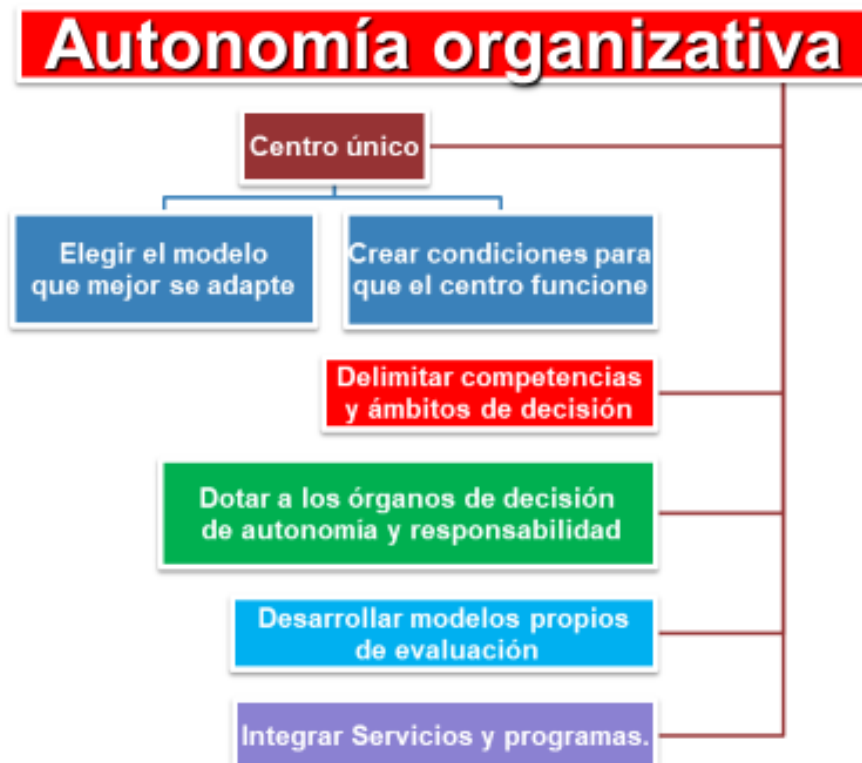 Autonomía organizativa
Centro único
Elegir el modelo
que mejor se adapte
Crear condiciones para
que el centro funcione
Delimitar competencias
y ámbitos de decisión
Dotar a los órganos de decisión
de autonomía y responsabilidad
Desarrollar modelos propios
de evaluación
Integrar Servicios y programas.